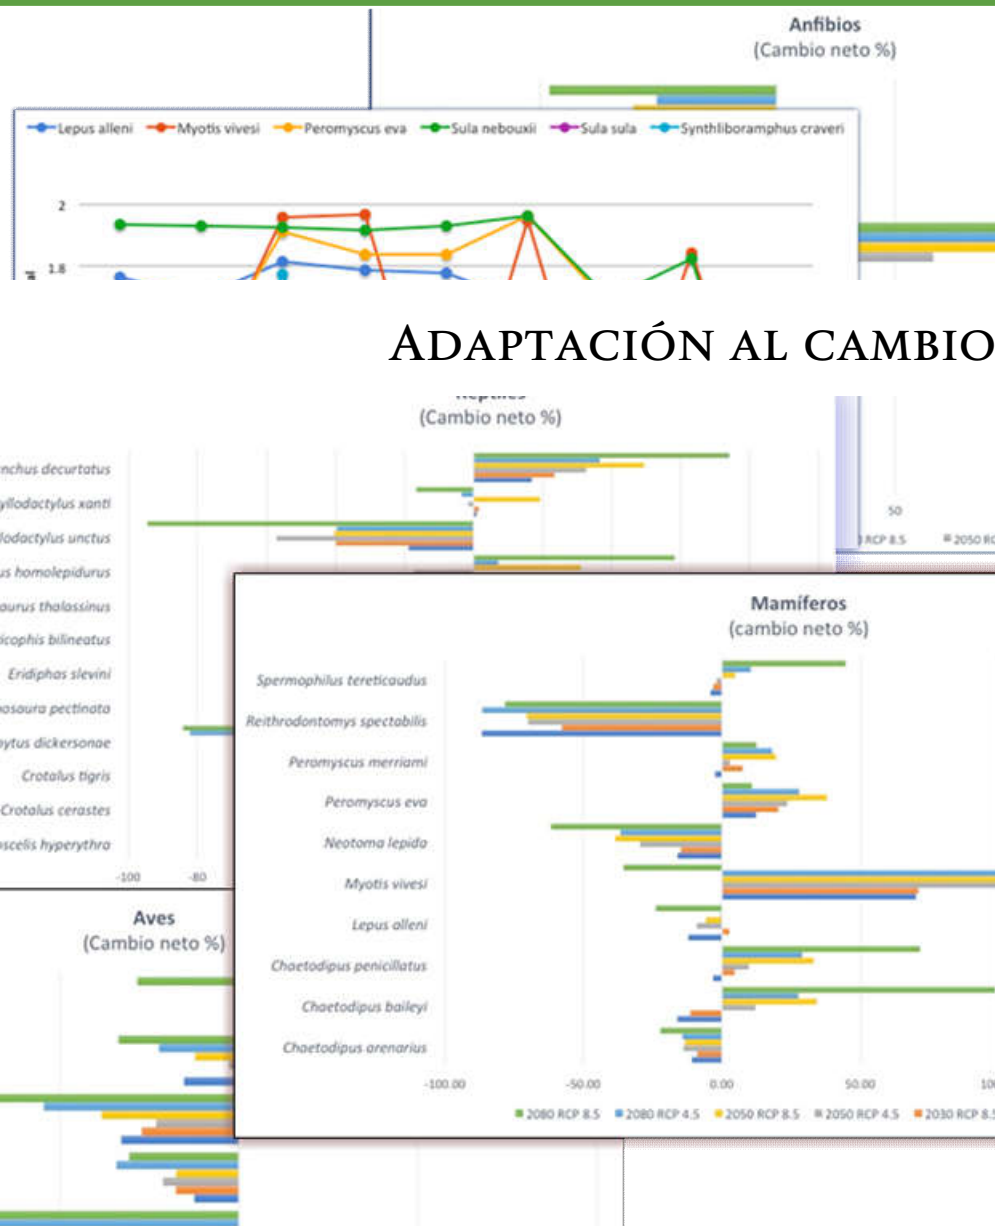 Anfibios
(Cambio neto %)
Lepus alleni Myotis vivesi Peromyscus eva Sula nebouxii Sula sula Synthliboramphus craveri
2
1.8
ADAPTACIÓN AL CAMBIO
(Cambio neto %)
nchus decurtatus
yllodactylus xanti
lodactylus unctus
us homolepidurus
aurus thalassinus
icophis bilineatus
Eridiphas slevini
nosaura pectinata
ytus dickersonae
Crotalus tigris
Crotalus cerastes
oscelis hyperythra
-100 -80
50
RCP 8.5 2050 RC
Mamíferos
(cambio neto %)
Spermophilus tereticaudus
Reithrodontomys spectabilis
Peromyscus merriami
Peromyscus eva
Neotoma lepida
Myotis vivesi
Lepus alleni
Chaetodipus penicillatus
Chaetodipus baileyi
Chaetodipus arenarius
-100.00 -50.00 0.00 50.00 100
2080 RCP 8.5 2080 RCP 4.5 2050 RCP 8.5 2050 RCP 4.5 2030 RCP 8.5
Aves
(Cambio neto %)